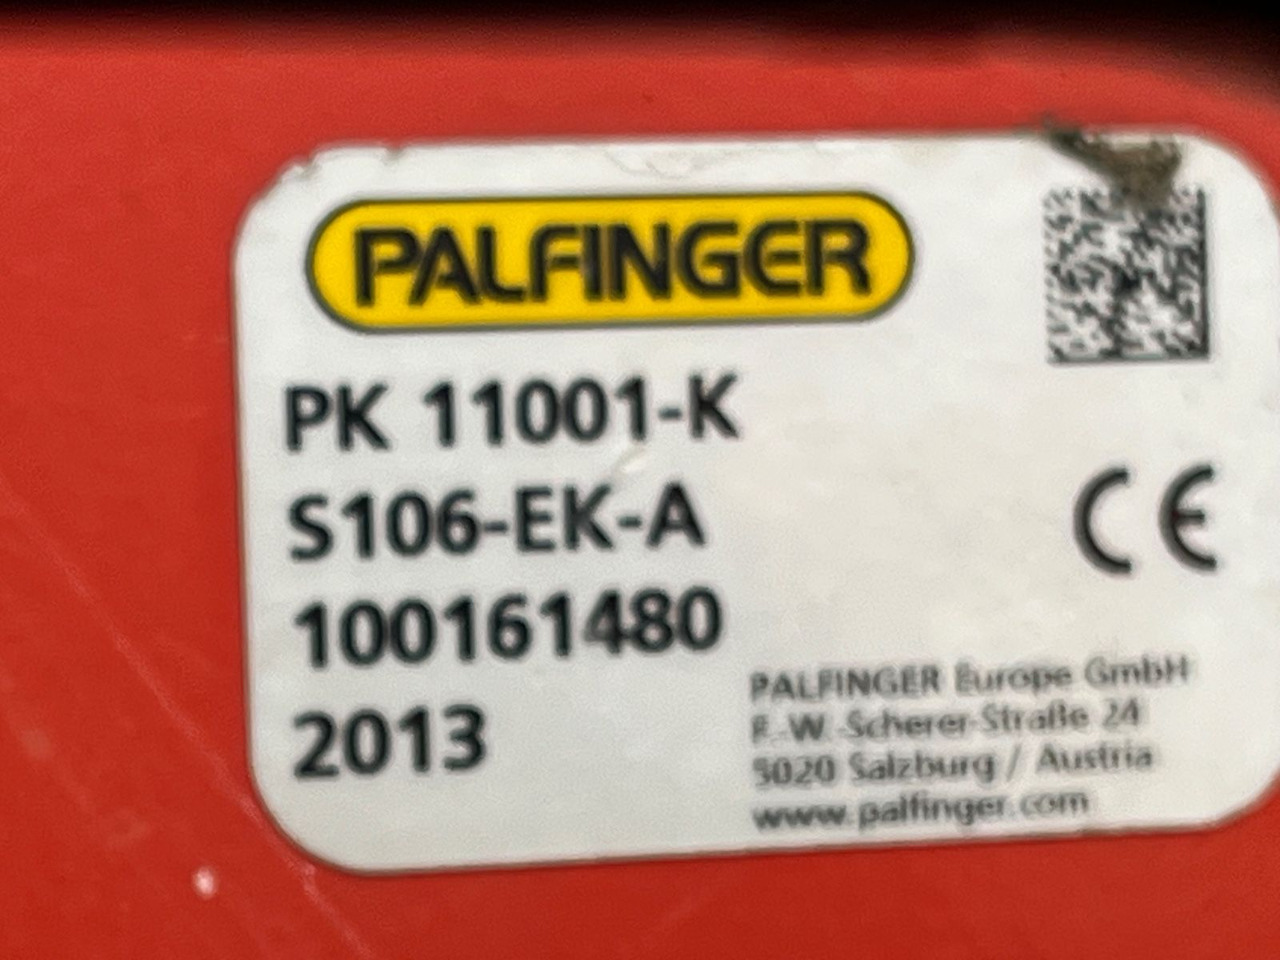 PALFINGER
PK 11001-K
S106-EK-A
100161480
2013
CE
PALFINGER Europe GmbH
F.-W.-Scherer-Straße 24
5020 Salzburg / Austria
www.palfinger.com